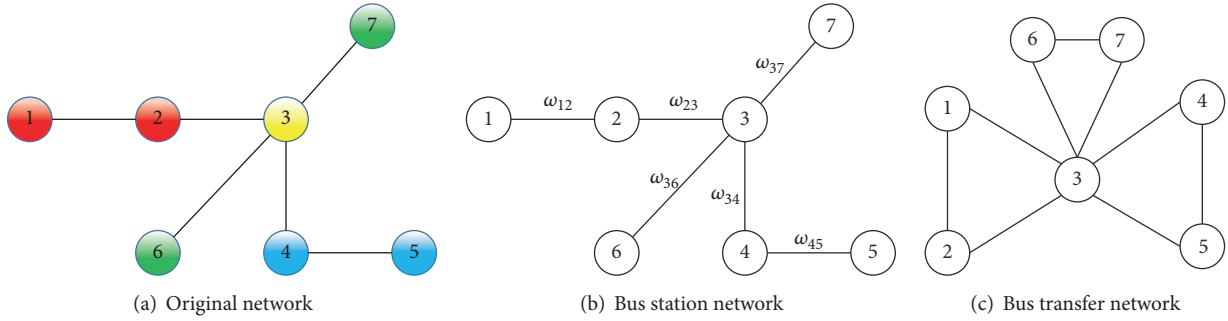 7
1
2
3
6
4
5
(a) Original network
7
ω37
ω12
ω23
1
2
3
ω36
ω34
ω45
6
4
5
(b) Bus station network
6
7
1
4
3
2
5
(c) Bus transfer network